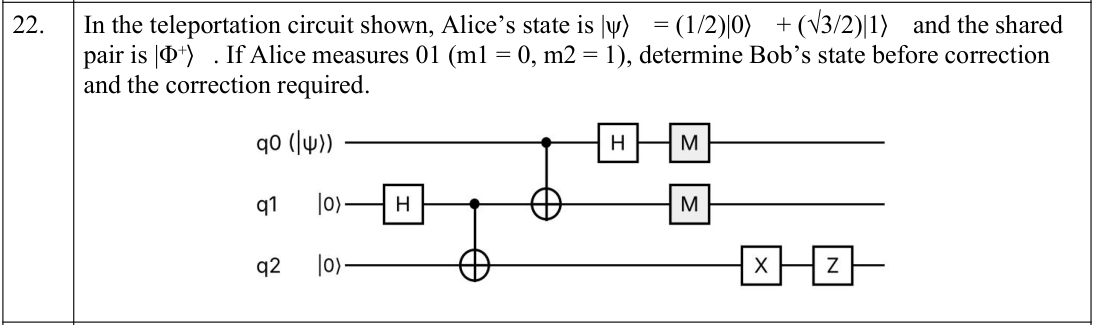 22. In the teleportation circuit shown, Alice’s state is |ψ⟩ = (1/2)|0⟩ + (√3/2)|1⟩ and the shared
pair is |Φ⁺⟩ . If Alice measures 01 (m1 = 0, m2 = 1), determine Bob’s state before correction
and the correction required.
q0 (|ψ⟩) H M
q1 |0⟩ H M
q2 |0⟩ X Z